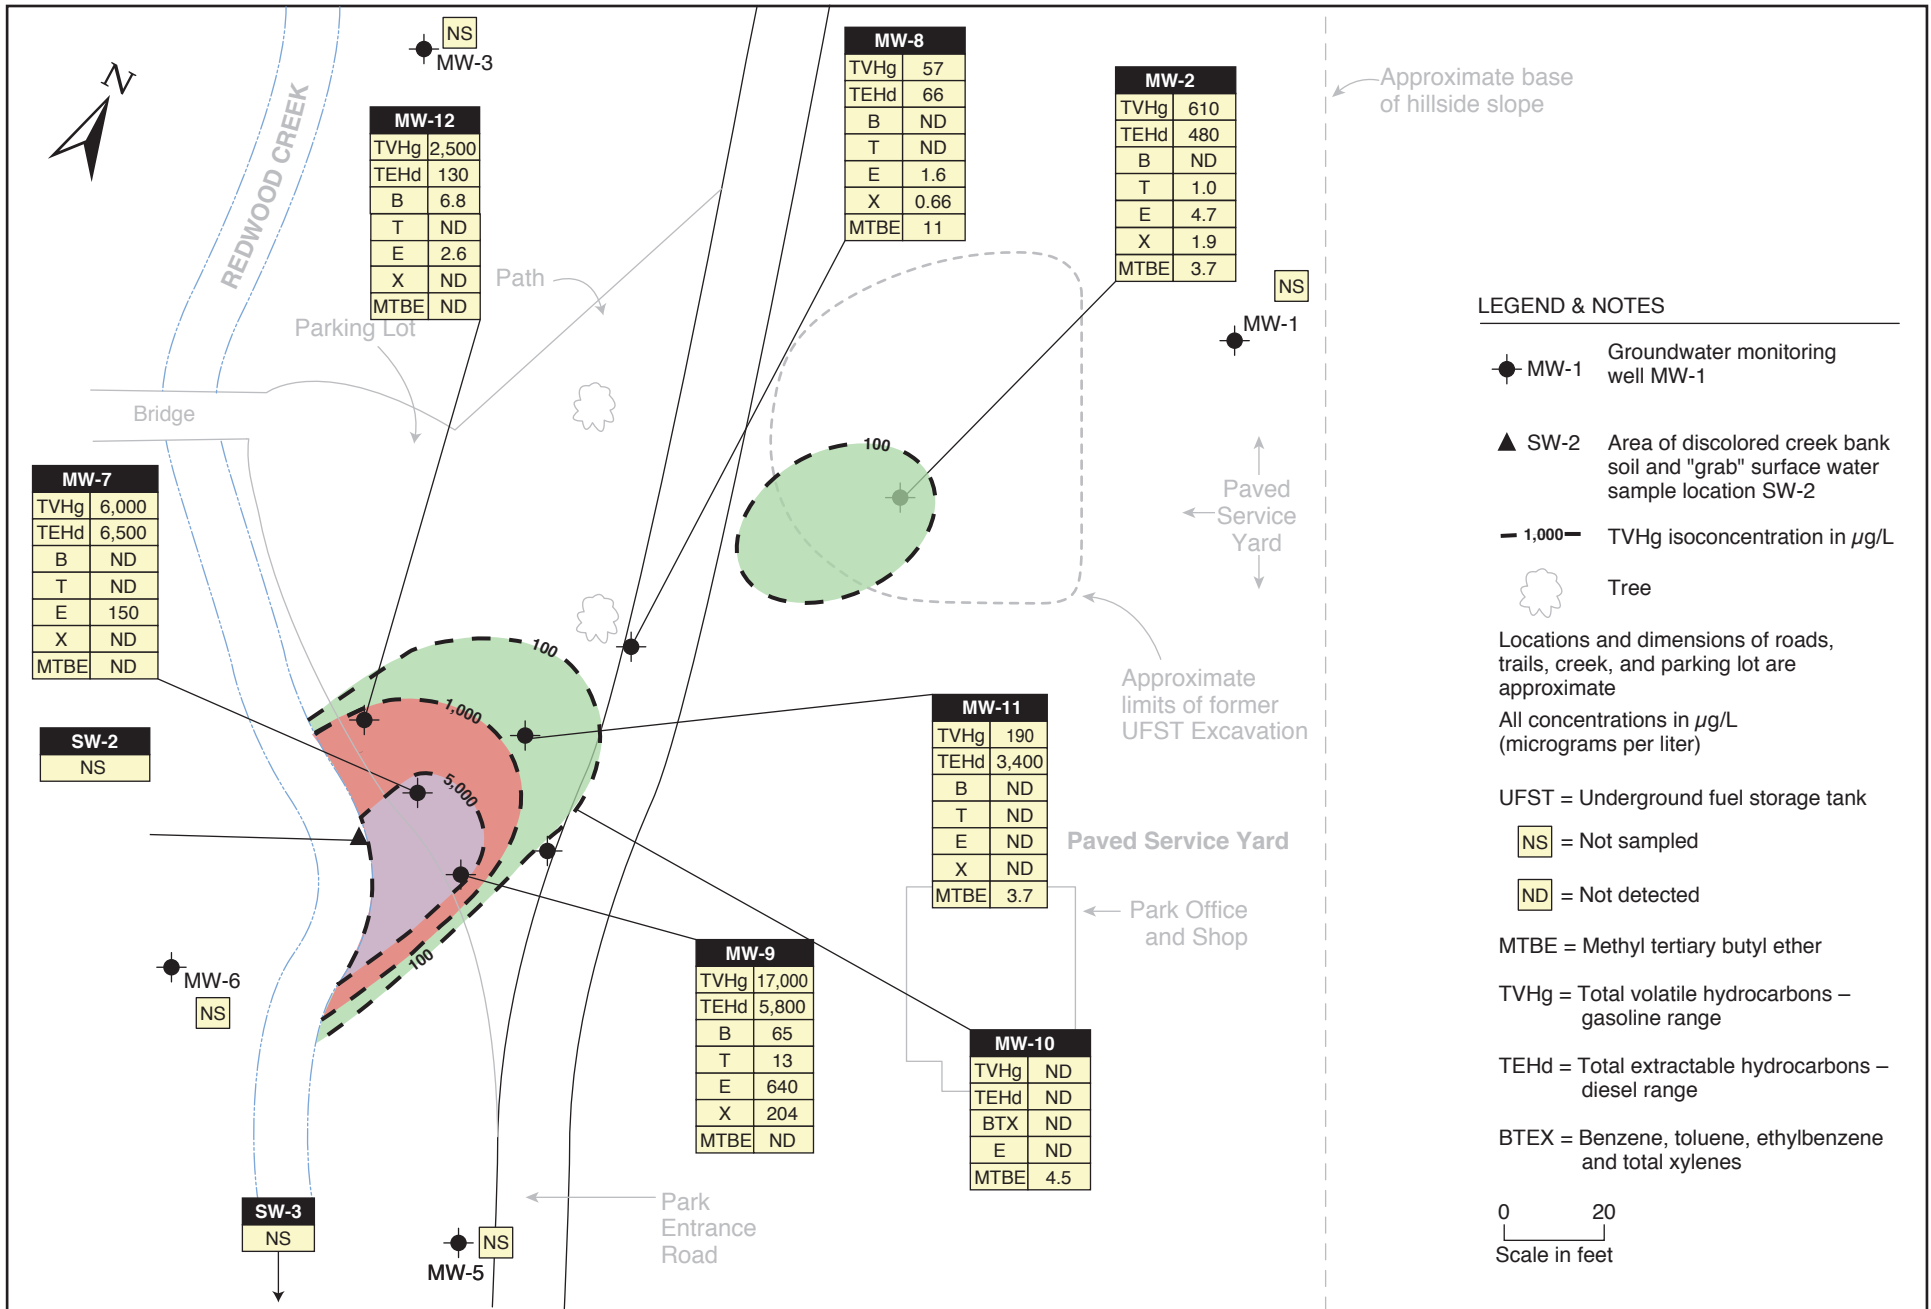 N
REDWOOD CREEK
NS
MW-3
MW-12
TVHg 2,500
TEHd 130
B 6.8
T ND
E 2.6
X ND
MTBE ND
MW-8
TVHg 57
TEHd 66
B ND
T ND
E 1.6
X 0.66
MTBE 11
MW-2
TVHg 610
TEHd 480
B ND
T 1.0
E 4.7
X 1.9
MTBE 3.7
Approximate base
of hillside slope
NS
MW-1
Path
Parking Lot
Bridge
MW-7
TVHg 6,000
TEHd 6,500
B ND
T ND
E 150
X ND
MTBE ND
100
Paved
Service
Yard
Approximate
limits of former
UFST Excavation
100
1,000
5,000
100
SW-2
NS
MW-11
TVHg 190
TEHd 3,400
B ND
T ND
E ND
X ND
MTBE 3.7
Paved Service Yard
Park Office
and Shop
MW-6
NS
MW-9
TVHg 17,000
TEHd 5,800
B 65
T 13
E 640
X 204
MTBE ND
MW-10
TVHg ND
TEHd ND
BTX ND
E ND
MTBE 4.5
SW-3
NS
NS
MW-5
Park
Entrance
Road
LEGEND & NOTES
MW-1 Groundwater monitoring
well MW-1
SW-2 Area of discolored creek bank
soil and "grab" surface water
sample location SW-2
1,000 TVHg isoconcentration in µg/L
Tree
Locations and dimensions of roads,
trails, creek, and parking lot are
approximate
All concentrations in µg/L
(micrograms per liter)
UFST = Underground fuel storage tank
NS = Not sampled
ND = Not detected
MTBE = Methyl tertiary butyl ether
TVHg = Total volatile hydrocarbons –
gasoline range
TEHd = Total extractable hydrocarbons –
diesel range
BTEX = Benzene, toluene, ethylbenzene
and total xylenes
0 20
Scale in feet